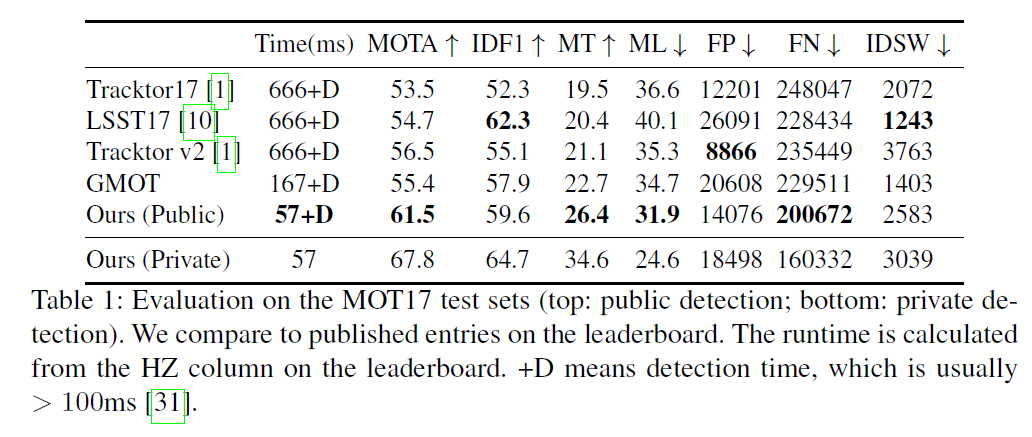 Time(ms) MOTA ↑ IDF1 ↑ MT ↑ ML ↓ FP ↓ FN ↓ IDSW ↓
Tracktor17 [1] 666+D 53.5 52.3 19.5 36.6 12201 248047 2072
LSST17 [10] 666+D 54.7 62.3 20.4 40.1 26091 228434 1243
Tracktor v2 [1] 666+D 56.5 55.1 21.1 35.3 8866 235449 3763
GMOT 167+D 55.4 57.9 22.7 34.7 20608 229511 1403
Ours (Public) 57+D 61.5 59.6 26.4 31.9 14076 200672 2583
Ours (Private) 57 67.8 64.7 34.6 24.6 18498 160332 3039
Table 1: Evaluation on the MOT17 test sets (top: public detection; bottom: private de-
tection). We compare to published entries on the leaderboard. The runtime is calculated
from the HZ column on the leaderboard. +D means detection time, which is usually
> 100ms [31].